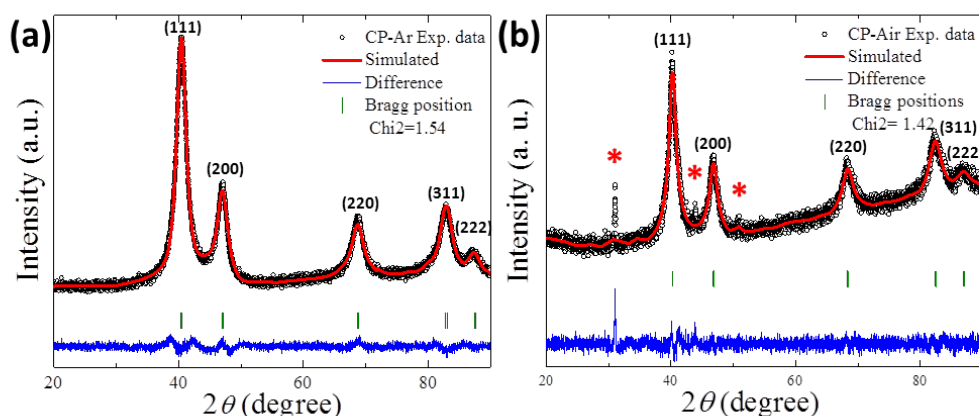 (a)
(111)
CP-Ar Exp. data
Simulated
Difference
Bragg position
Chi2=1.54
(200)
(220)
(311)
(222)
Intensity (a.u.)
20 40 60 80
2θ (degree)
(b)
(111)
CP-Air Exp. data
Simulated
Difference
Bragg positions
Chi2= 1.42
(311)
*
*
(200)
*
(220)
(222)
Intensity (a. u.)
20 40 60 80
2θ (degree)